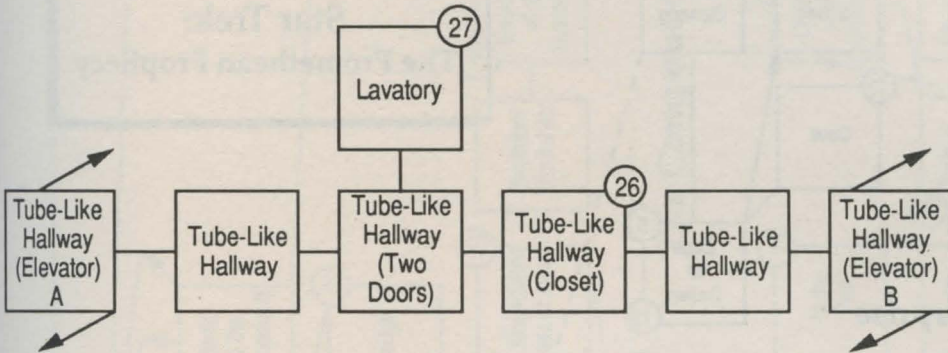 27
Lavatory
26
Tube-Like
Hallway
(Elevator)
A
Tube-Like
Hallway
Tube-Like
Hallway
(Two
Doors)
Tube-Like
Hallway
(Closet)
Tube-Like
Hallway
Tube-Like
Hallway
(Elevator)
B